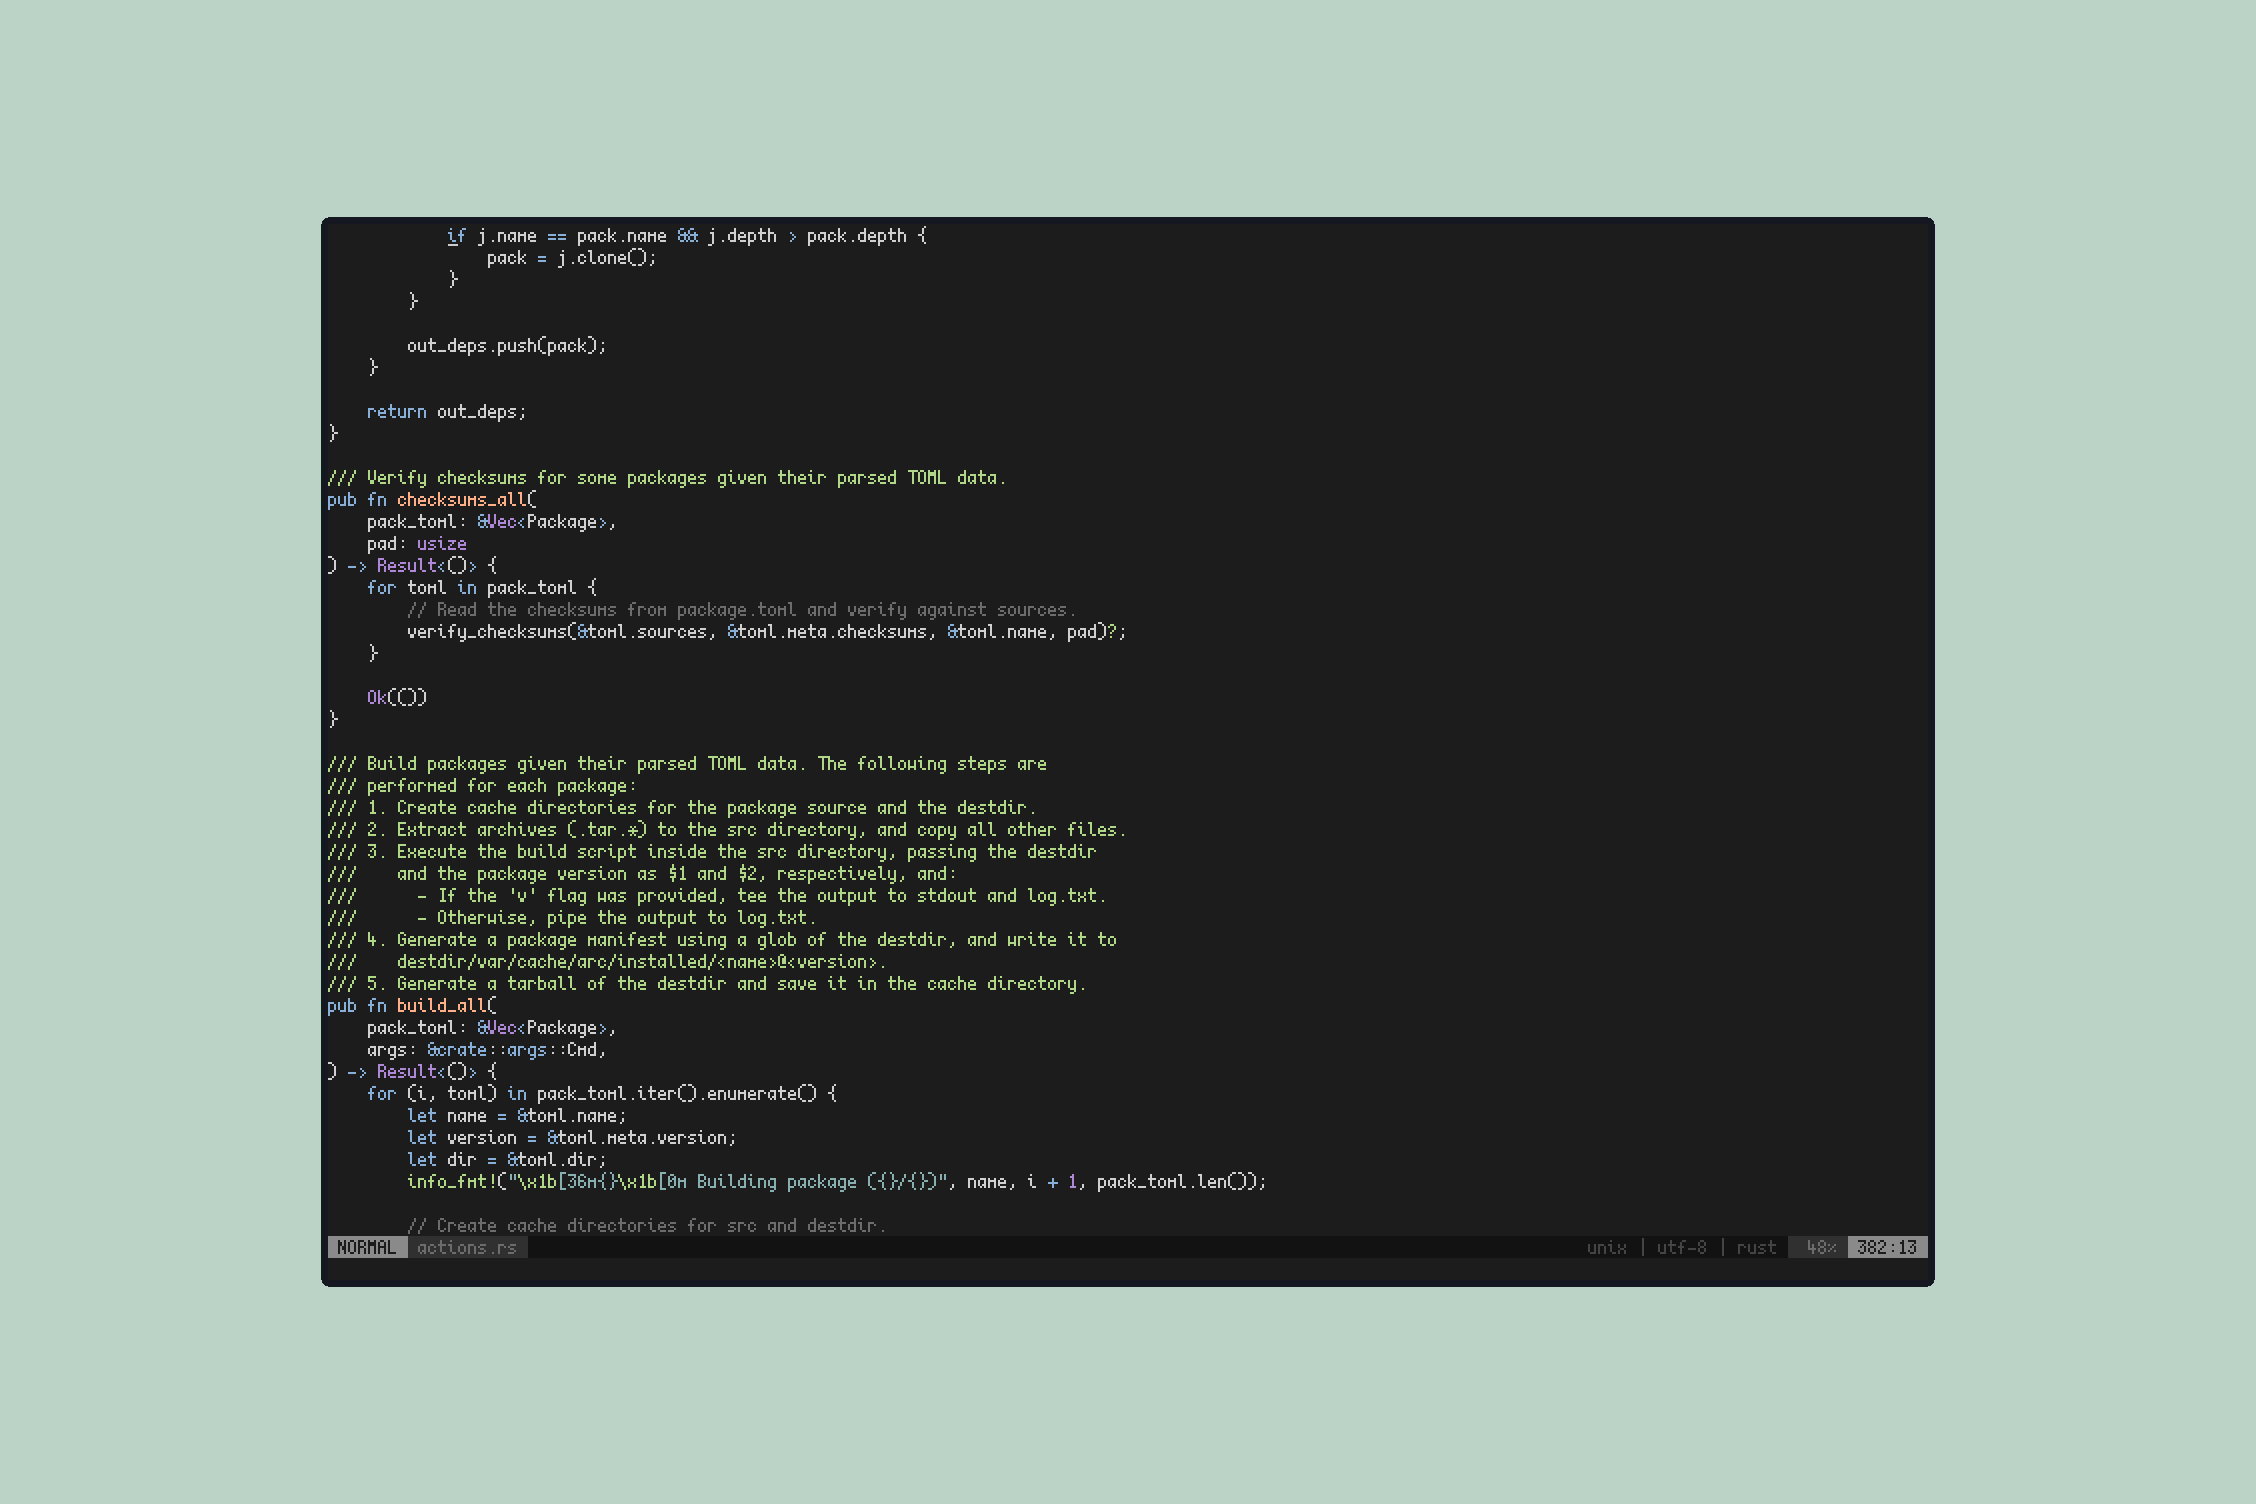 if j.name == pack.name && j.depth > pack.depth {
                pack = j.clone();
            }
        }

        out_deps.push(pack);
    }

    return out_deps;
}

/// Verify checksums for some packages given their parsed TOML data.
pub fn checksums_all(
    pack_toml: &Vec<Package>,
    pad: usize
) -> Result<()> {
    for toml in pack_toml {
        // Read the checksums from package.toml and verify against sources.
        verify_checksums(&toml.sources, &toml.meta.checksums, &toml.name, pad)?;
    }

    Ok(())
}

/// Build packages given their parsed TOML data. The following steps are
/// performed for each package:
/// 1. Create cache directories for the package source and the destdir.
/// 2. Extract archives (.tar.*) to the src directory, and copy all other files.
/// 3. Execute the build script inside the src directory, passing the destdir
///    and the package version as $1 and $2, respectively, and:
///      - If the 'v' flag was provided, tee the output to stdout and log.txt.
///      - Otherwise, pipe the output to log.txt.
/// 4. Generate a package manifest using a glob of the destdir, and write it to
///    destdir/var/cache/arc/installed/<name>@<version>.
/// 5. Generate a tarball of the destdir and save it in the cache directory.
pub fn build_all(
    pack_toml: &Vec<Package>,
    args: &crate::args::Cmd,
) -> Result<()> {
    for (i, toml) in pack_toml.iter().enumerate() {
        let name = &toml.name;
        let version = &toml.meta.version;
        let dir = &toml.dir;
        info_fmt!("\x1b[36m{}\x1b[0m Building package ({}/{})", name, i + 1, pack_toml.len());

        // Create cache directories for src and destdir.
NORMAL actions.rs unix | utf-8 | rust 48% 382:13